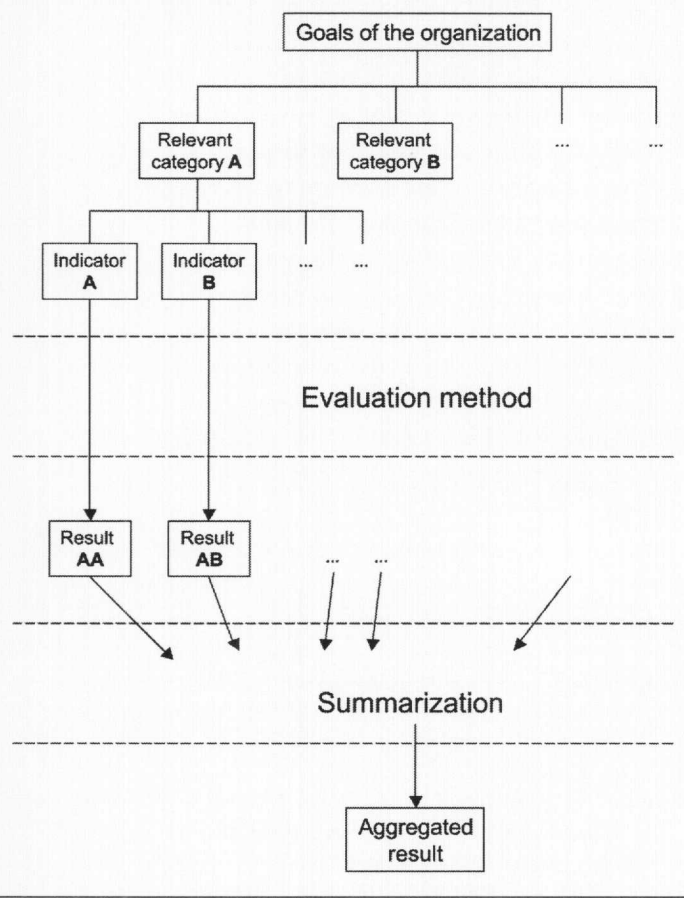 Goals of the organization
Relevant
category A
Relevant
category B
...
...
Indicator
A
Indicator
B
...
...
Evaluation method
Result
AA
Result
AB
...
...
Summarization
Aggregated
result